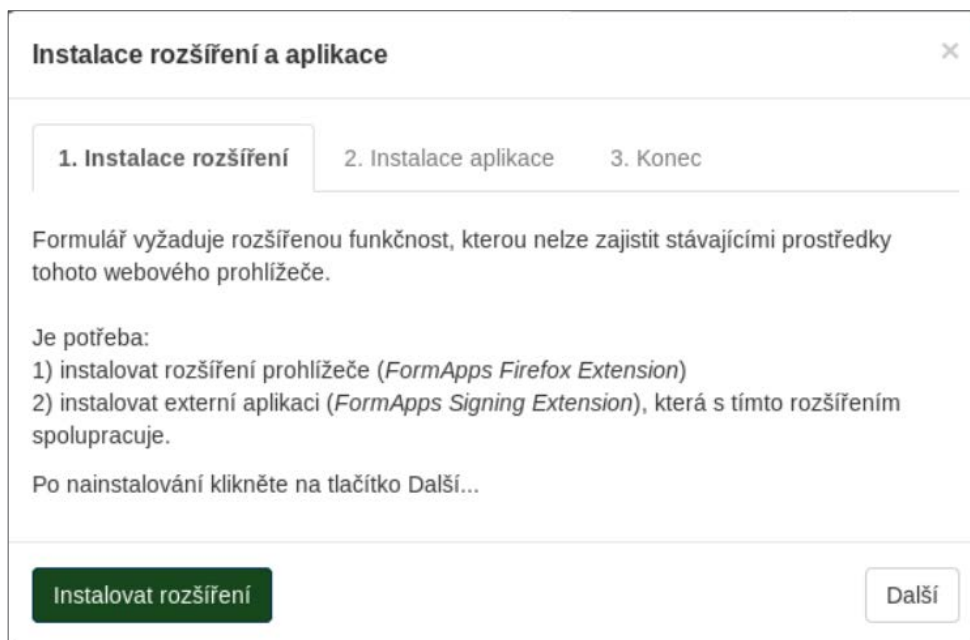 Instalace rozšíření a aplikace ×
1. Instalace rozšíření 2. Instalace aplikace 3. Konec
Formulář vyžaduje rozšířenou funkčnost, kterou nelze zajistit stávajícími prostředky
tohoto webového prohlížeče.
Je potřeba:
1) instalovat rozšíření prohlížeče (FormApps Firefox Extension)
2) instalovat externí aplikaci (FormApps Signing Extension), která s tímto rozšířením
spolupracuje.
Po nainstalování klikněte na tlačítko Další...
Instalovat rozšíření Další